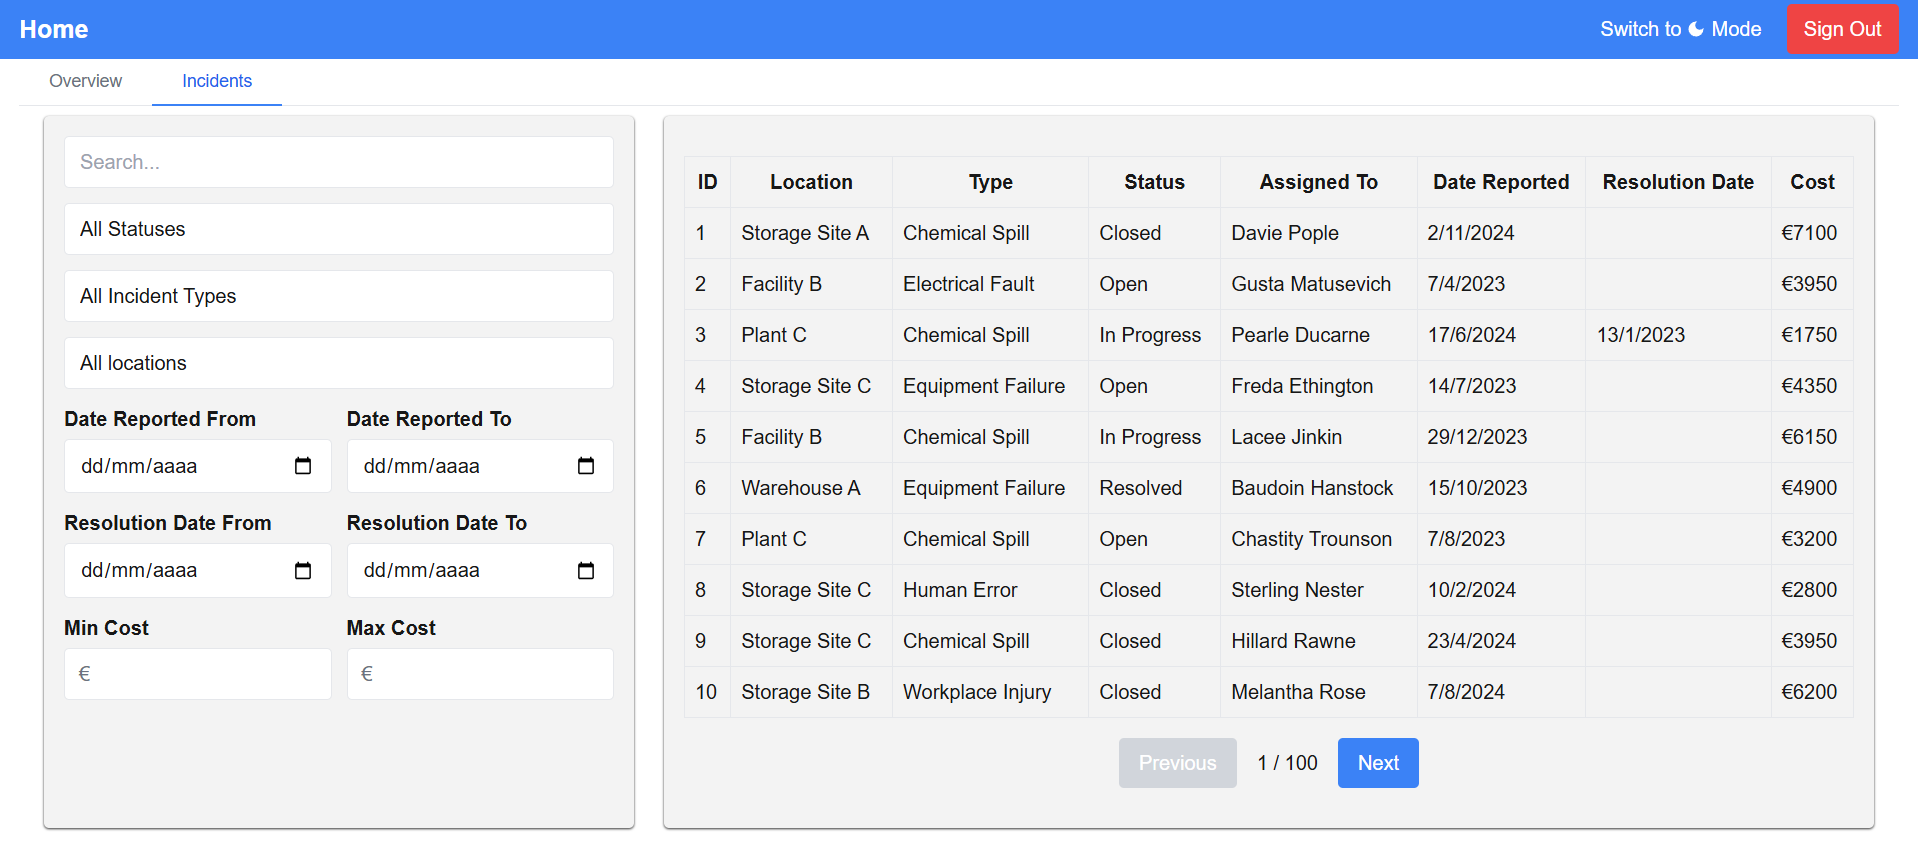 Home
Switch to Mode
Sign Out
Overview
Incidents
Search...
All Statuses
All Incident Types
All locations
Date Reported From Date Reported To
dd/mm/aaaa dd/mm/aaaa
Resolution Date From Resolution Date To
dd/mm/aaaa dd/mm/aaaa
Min Cost Max Cost
€ €
ID Location Type Status Assigned To Date Reported Resolution Date Cost
1 Storage Site A Chemical Spill Closed Davie Pople 2/11/2024 €7100
2 Facility B Electrical Fault Open Gusta Matusevich 7/4/2023 €3950
3 Plant C Chemical Spill In Progress Pearle Ducarne 17/6/2024 13/1/2023 €1750
4 Storage Site C Equipment Failure Open Freda Ethington 14/7/2023 €4350
5 Facility B Chemical Spill In Progress Lacee Jinkin 29/12/2023 €6150
6 Warehouse A Equipment Failure Resolved Baudoin Hanstock 15/10/2023 €4900
7 Plant C Chemical Spill Open Chastity Trounson 7/8/2023 €3200
8 Storage Site C Human Error Closed Sterling Nester 10/2/2024 €2800
9 Storage Site C Chemical Spill Closed Hillard Rawne 23/4/2024 €3950
10 Storage Site B Workplace Injury Closed Melantha Rose 7/8/2024 €6200
Previous 1 / 100 Next